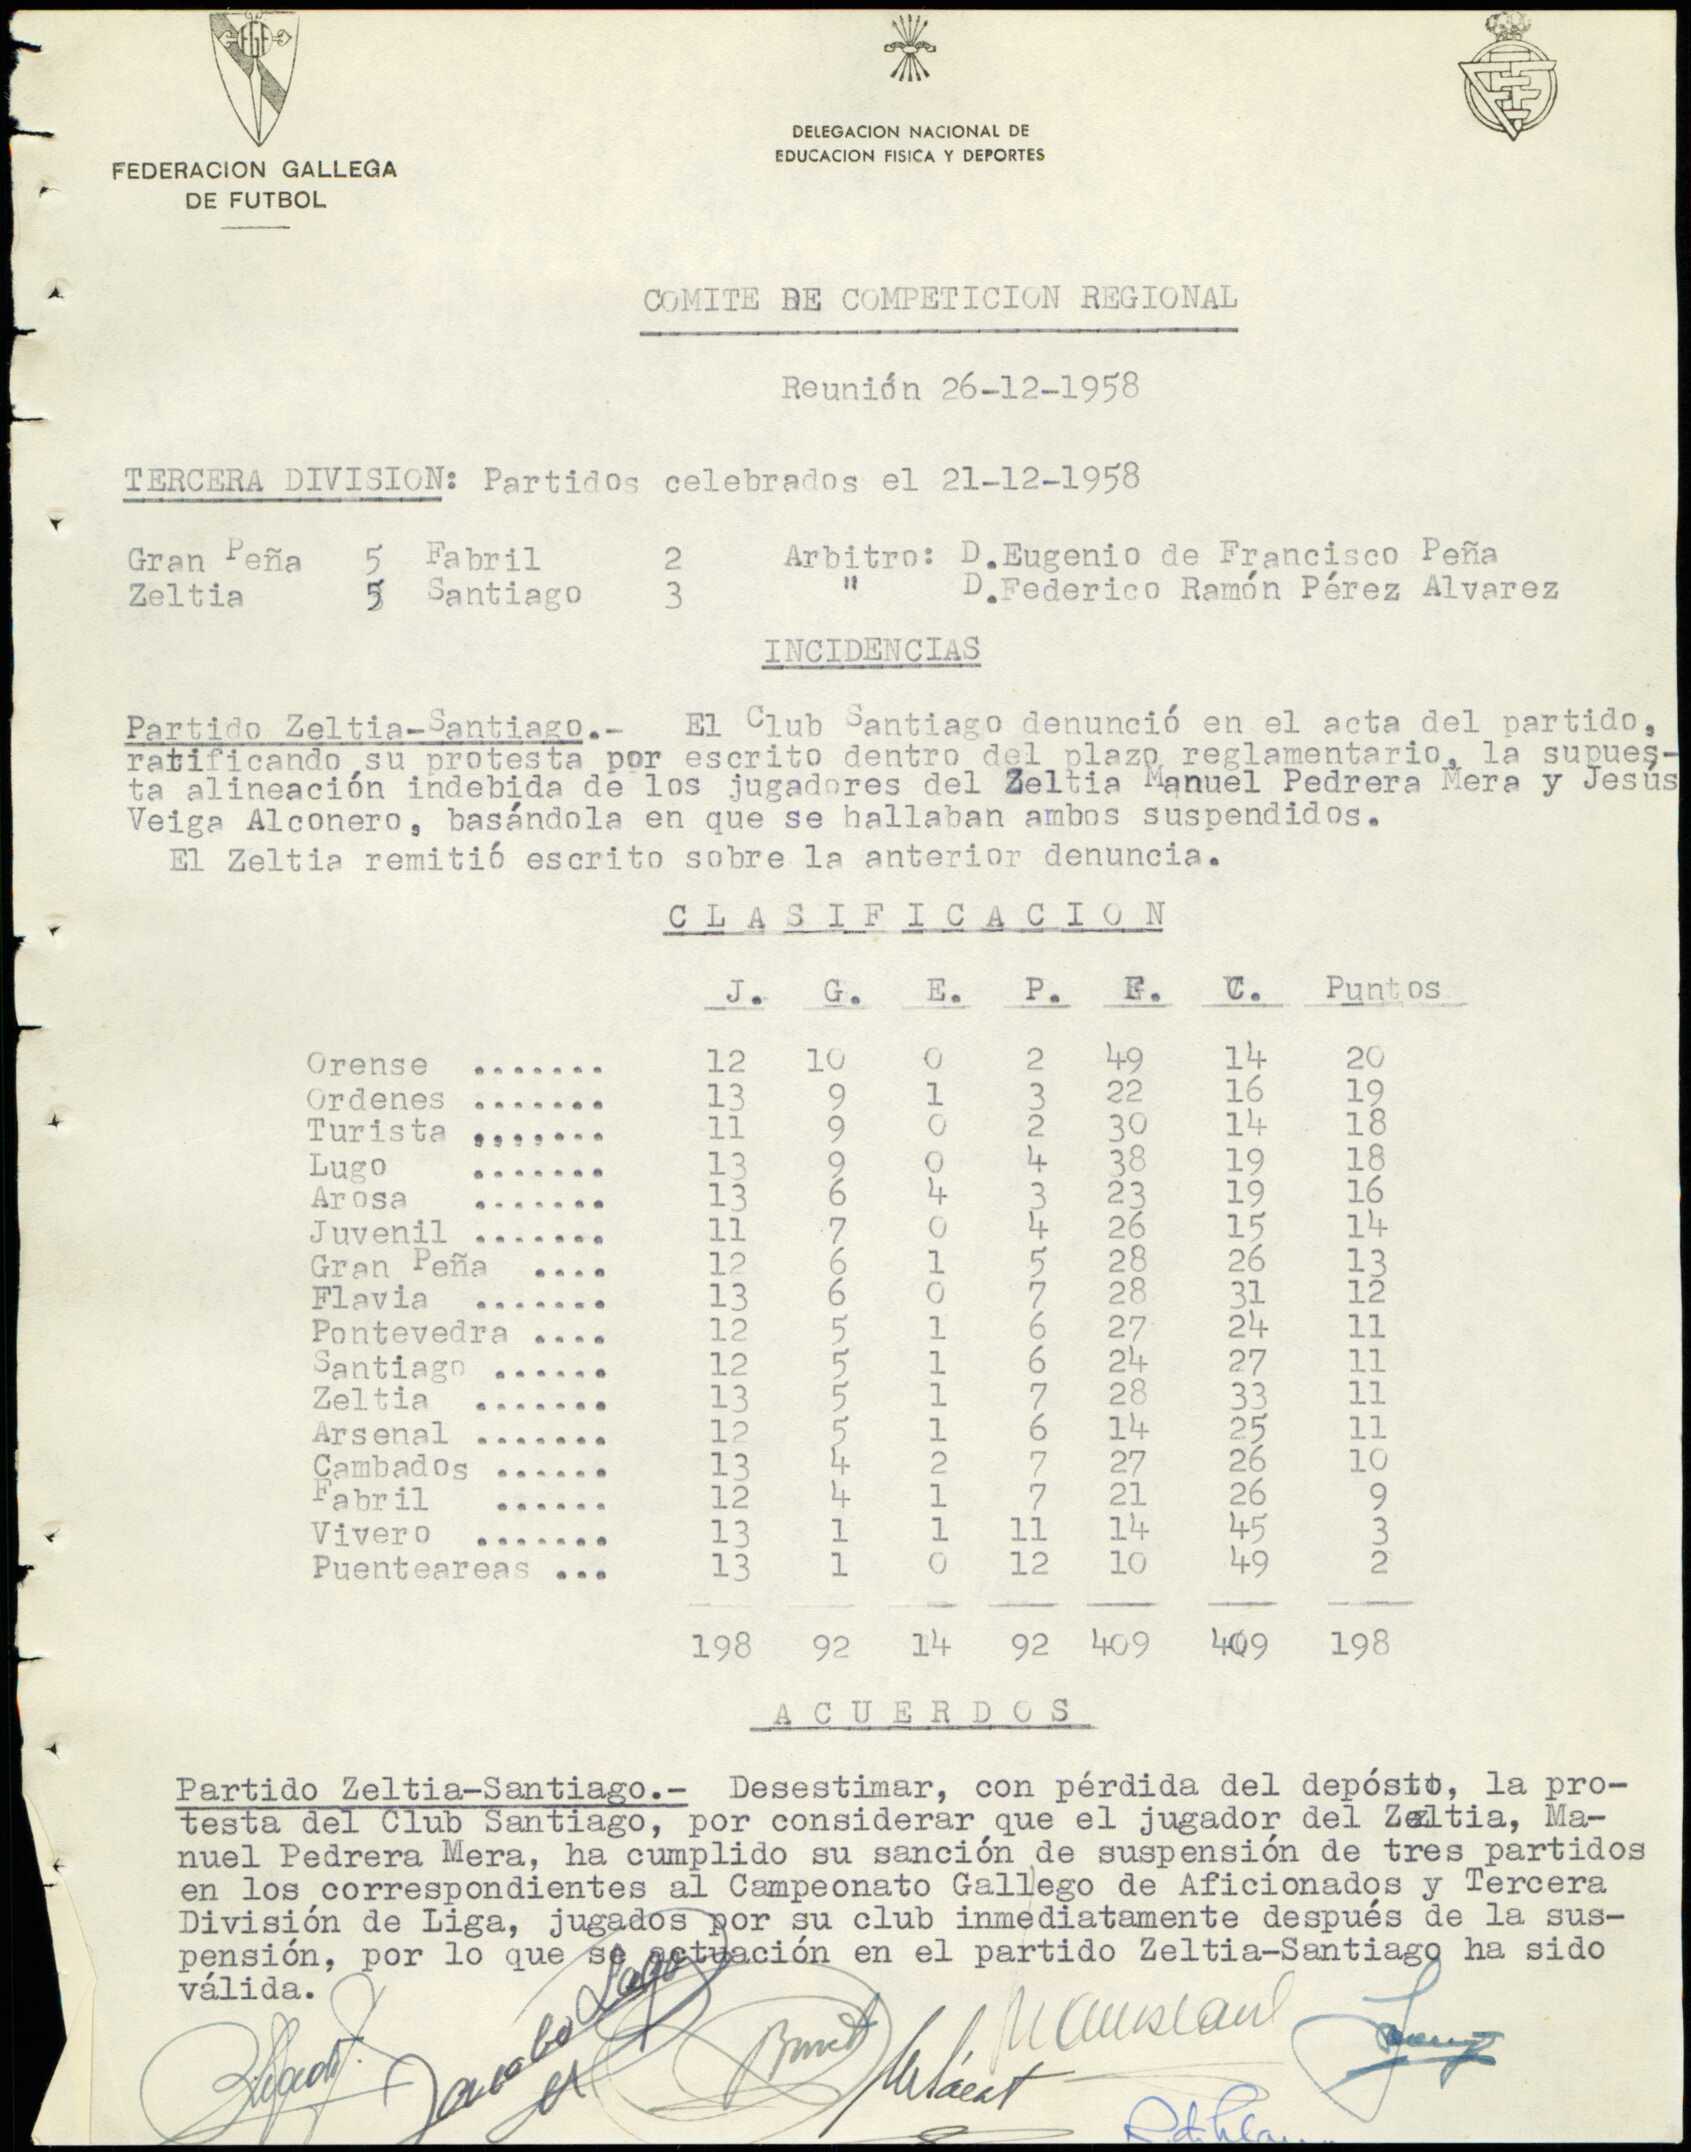 FGF
FEDERACION GALLEGA
DE FUTBOL
DELEGACION NACIONAL DE
EDUCACION FISICA Y DEPORTES
COMITE DE COMPETICION REGIONAL
Reunión 26-12-1958
TERCERA DIVISION: Partidos celebrados el 21-12-1958
Gran Peña 5 Fabril 2 Arbitro: D.Eugenio de Francisco Peña
Zeltia 5 Santiago 3 " D.Federico Ramón Pérez Alvarez
INCIDENCIAS
Partido Zeltia-Santiago.- El Club Santiago denunció en el acta del partido,
ratificando su protesta por escrito dentro del plazo reglamentario, la supues-
ta alineación indebida de los jugadores del Zeltia Manuel Pedrera Mera y Jesús
Veiga Alconero, basándola en que se hallaban ambos suspendidos.
El Zeltia remitió escrito sobre la anterior denuncia.
C L A S I F I C A C I O N
J. G. E. P. F. C. Puntos
Orense ....... 12 10 0 2 49 14 20
Ordenes ....... 13 9 1 3 22 16 19
Turista ,,,,... 11 9 0 2 30 14 18
Lugo ....... 13 9 0 4 38 19 18
Arosa ....... 13 6 4 3 23 19 16
Juvenil ....... 11 7 0 4 26 15 14
Gran Peña .... 12 6 1 5 28 26 13
Flavia ....... 13 6 0 7 28 31 12
Pontevedra .... 12 5 1 6 27 24 11
Santiago ...... 12 5 1 6 24 27 11
Zeltia ....... 13 5 1 7 28 33 11
Arsenal ....... 12 5 1 6 14 25 11
Cambados ...... 13 4 2 7 27 26 10
Fabril ...... 12 4 1 7 21 26 9
Vivero ....... 13 1 1 11 14 45 3
Puenteareas ... 13 1 0 12 10 49 2
198 92 14 92 409 409 198
A C U E R D O S
Partido Zeltia-Santiago.- Desestimar, con pérdida del depósito, la pro-
testa del Club Santiago, por considerar que el jugador del Zeltia, Ma-
nuel Pedrera Mera, ha cumplido su sanción de suspensión de tres partidos
en los correspondientes al Campeonato Gallego de Aficionados y Tercera
División de Liga, jugados por su club inmediatamente después de la sus-
pensión, por lo que se actuación en el partido Zeltia-Santiago ha sido
válida.